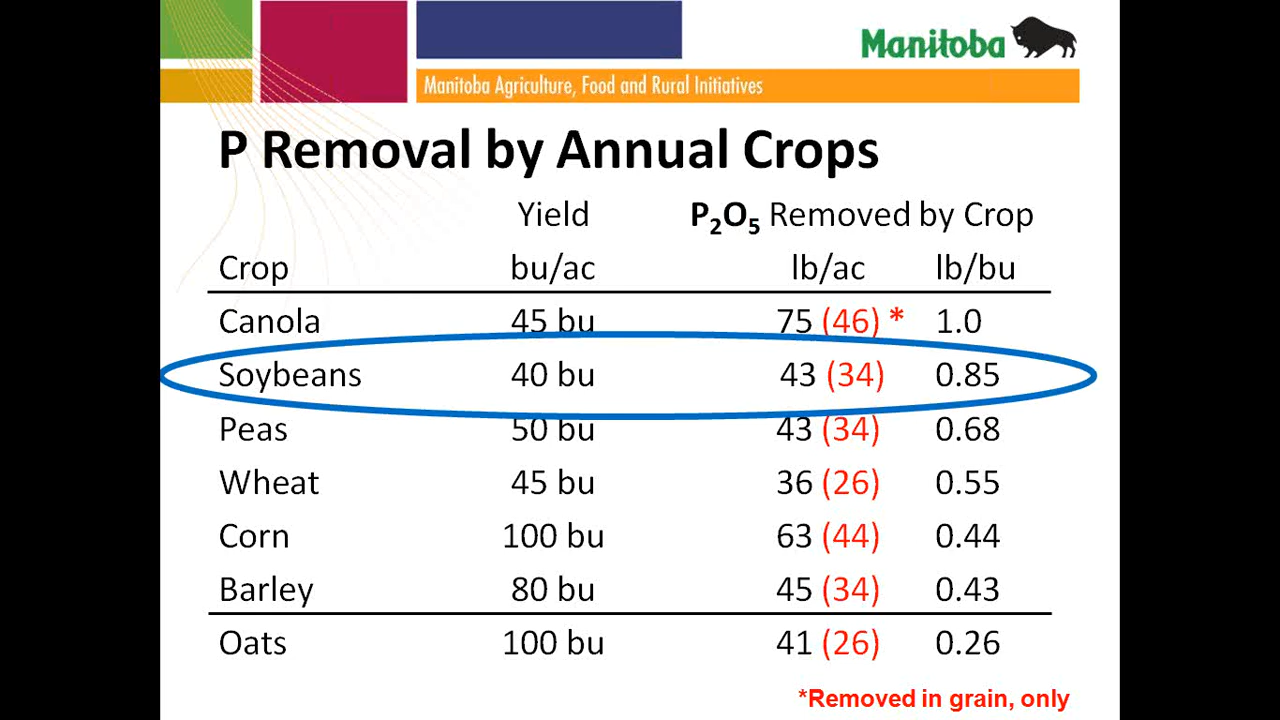 Manitoba
Manitoba Agriculture, Food and Rural Initiatives
P Removal by Annual Crops
Yield P₂O₅ Removed by Crop
Crop bu/ac lb/ac lb/bu
Canola 45 bu 75 (46) * 1.0
Soybeans 40 bu 43 (34) 0.85
Peas 50 bu 43 (34) 0.68
Wheat 45 bu 36 (26) 0.55
Corn 100 bu 63 (44) 0.44
Barley 80 bu 45 (34) 0.43
Oats 100 bu 41 (26) 0.26
*Removed in grain, only